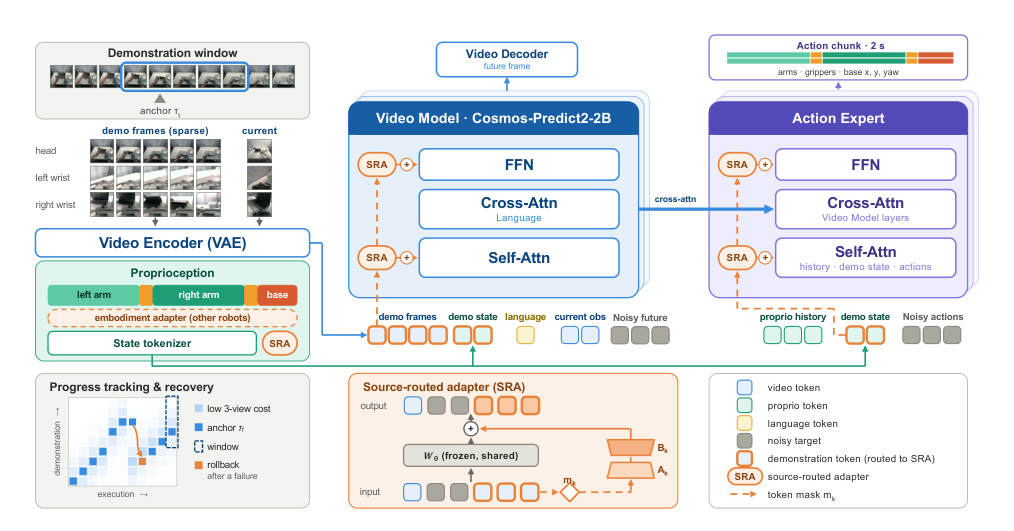 Demonstration window
anchor τt
demo frames (sparse)
current
head
left wrist
right wrist
Video Encoder (VAE)
Proprioception
left arm
right arm
base
embodiment adapter (other robots)
State tokenizer
SRA
Video Decoder
future frame
Video Model · Cosmos-Predict2-2B
SRA
+
FFN
Cross-Attn
Language
SRA
+
Self-Attn
cross-attn
Action chunk · 2 s
arms · grippers · base x, y, yaw
Action Expert
SRA
+
FFN
Cross-Attn
Video Model layers
SRA
+
Self-Attn
history · demo state · actions
demo frames
demo state
language
current obs
Noisy future
proprio history
demo state
Noisy actions
Progress tracking & recovery
demonstration →
execution →
low 3-view cost
anchor τt
window
rollback
after a failure
Source-routed adapter (SRA)
output
+
W0 (frozen, shared)
Bk
Ak
mk
input
video token
proprio token
language token
noisy target
demonstration token (routed to SRA)
SRA
source-routed adapter
token mask mk